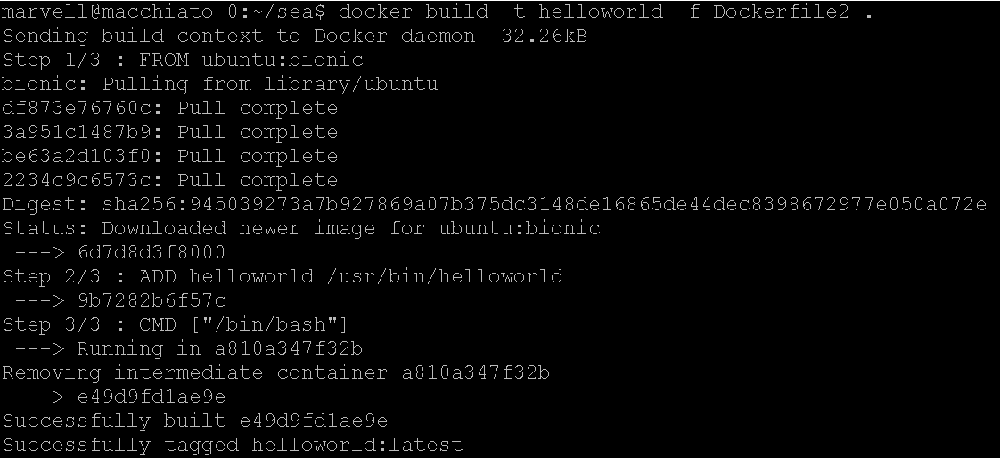 marvell@macchiato-0:~/sea$ docker build -t helloworld -f Dockerfile2 .
Sending build context to Docker daemon  32.26kB
Step 1/3 : FROM ubuntu:bionic
bionic: Pulling from library/ubuntu
df873e76760c: Pull complete
3a951c1487b9: Pull complete
be63a2d103f0: Pull complete
2234c9c6573c: Pull complete
Digest: sha256:945039273a7b927869a07b375dc3148de16865de44dec8398672977e050a072e
Status: Downloaded newer image for ubuntu:bionic
 ---> 6d7d8d3f8000
Step 2/3 : ADD helloworld /usr/bin/helloworld
 ---> 9b7282b6f57c
Step 3/3 : CMD ["/bin/bash"]
 ---> Running in a810a347f32b
Removing intermediate container a810a347f32b
 ---> e49d9fd1ae9e
Successfully built e49d9fd1ae9e
Successfully tagged helloworld:latest